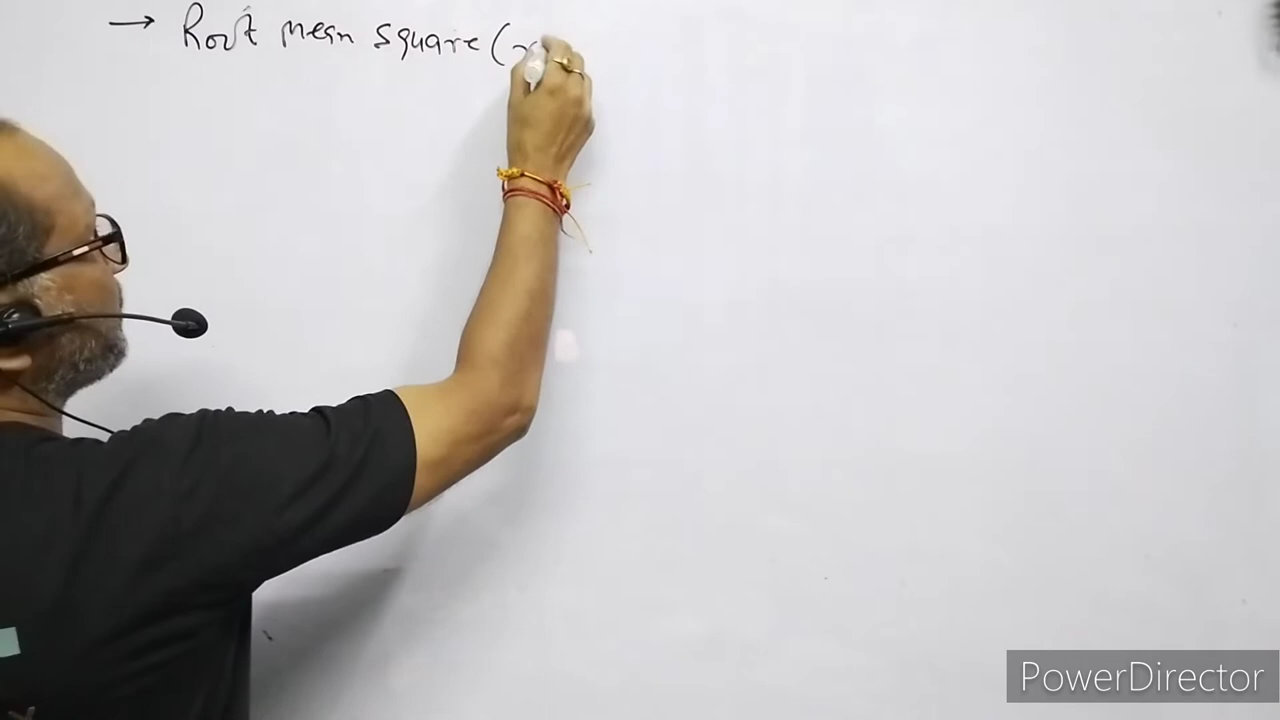 → Root mean square (r
PowerDirector